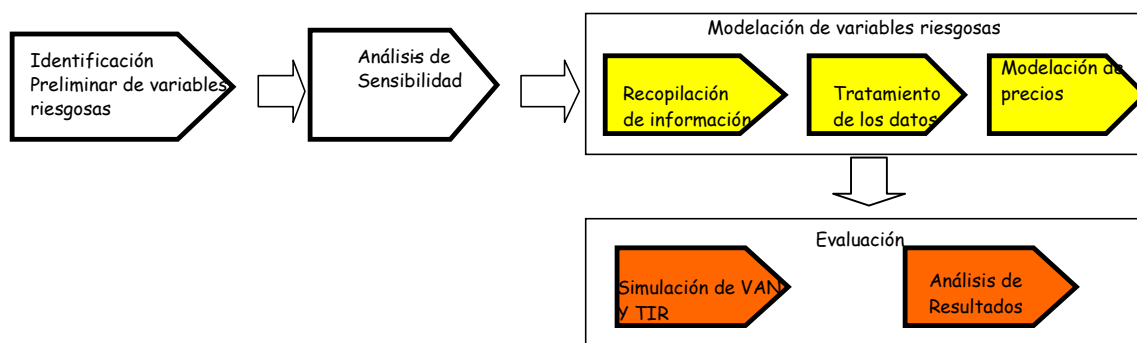 Identificación
Preliminar de variables
riesgosas
Análisis de
Sensibilidad
Modelación de variables riesgosas
Recopilación
de información
Tratamiento
de los datos
Modelación de
precios
Evaluación
Simulación de VAN
Y TIR
Análisis de
Resultados